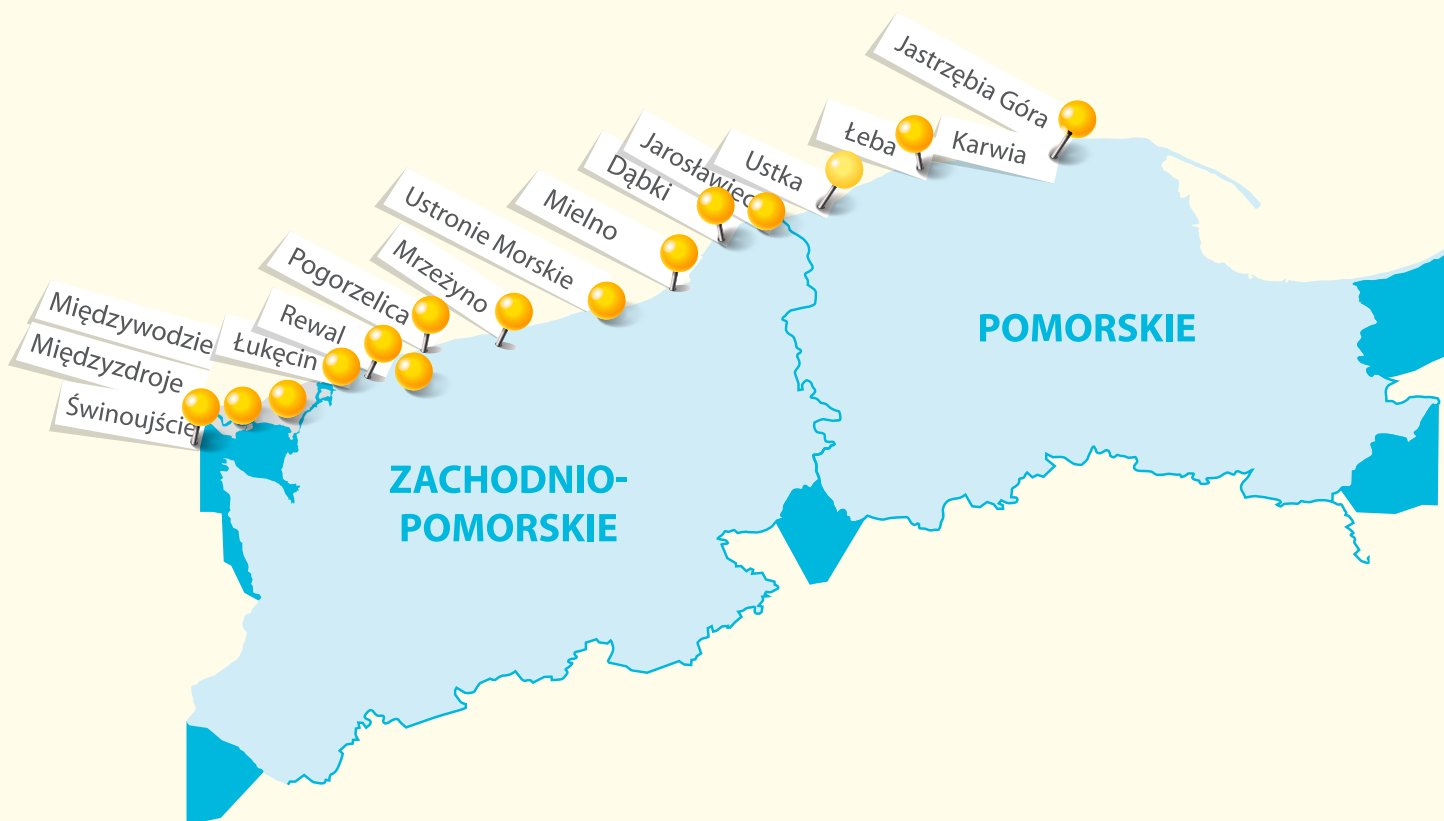 Jastrzębia Góra
Karwia
Łeba
Ustka
Jarosławiec
Dąbki
Mielno
Ustronie Morskie
Mrzeżyno
Pogorzelica
Rewal
Łukęcin
Międzywodzie
Międzyzdroje
Świnoujście
POMORSKIE
ZACHODNIO-
POMORSKIE